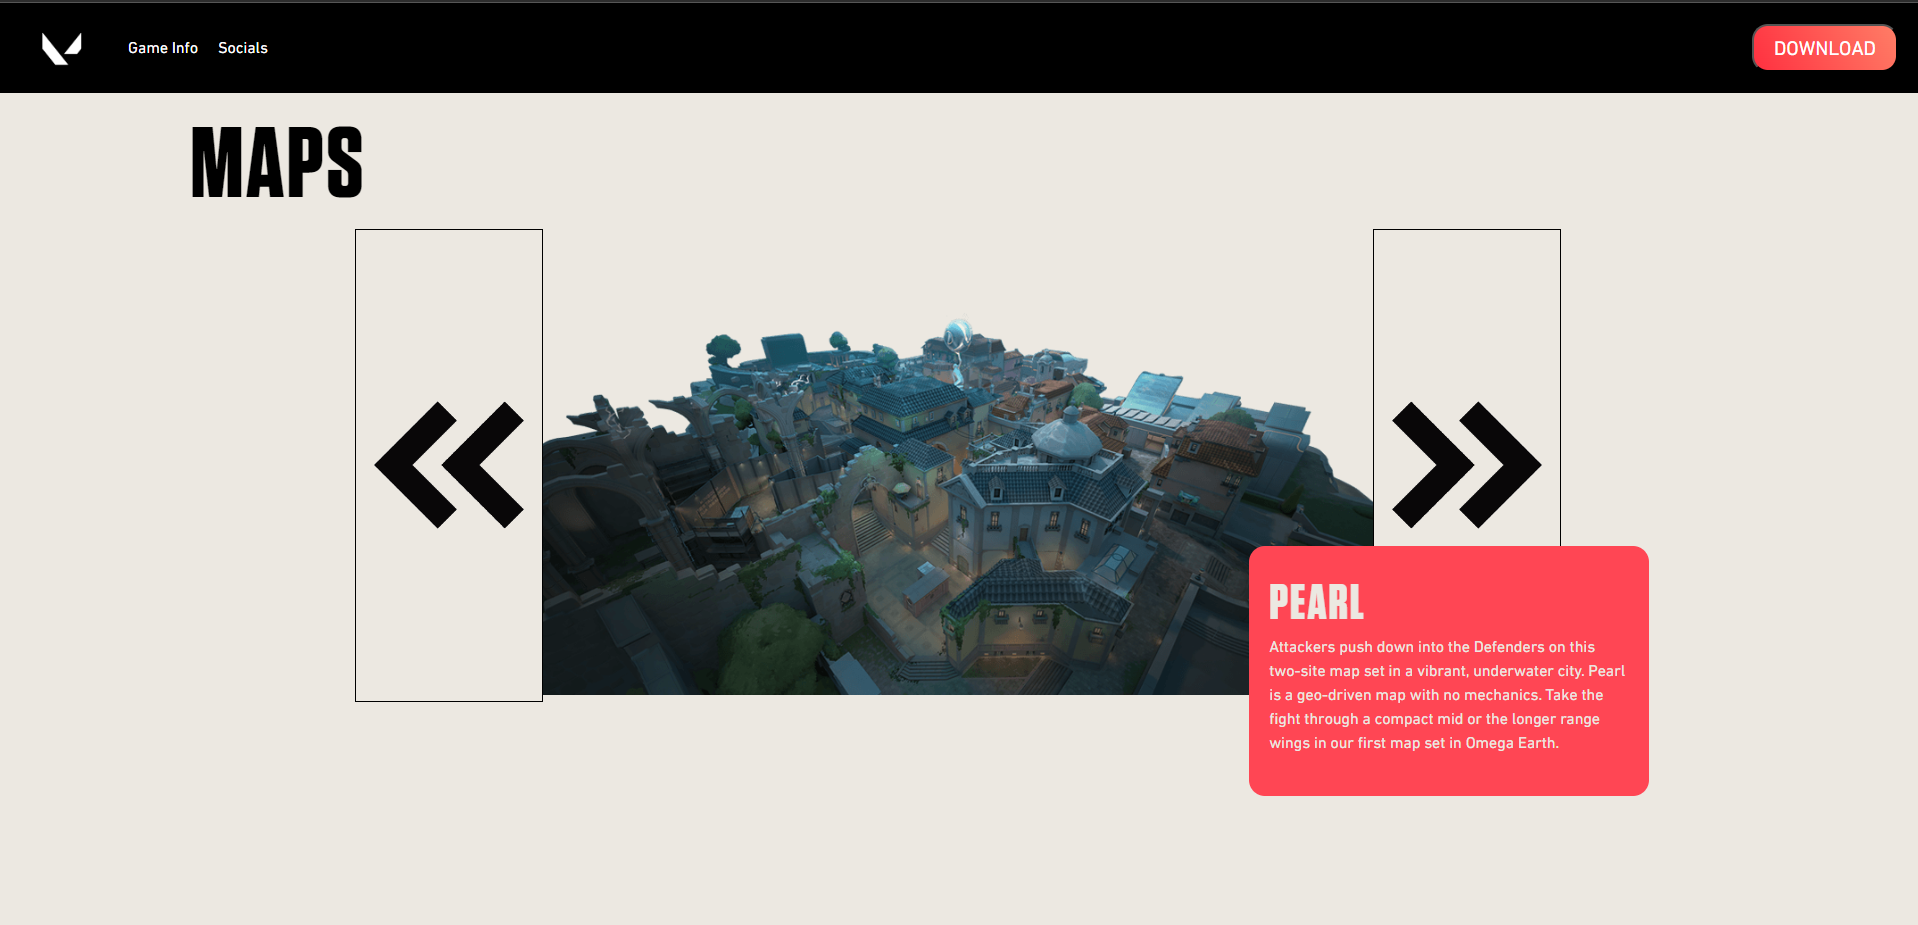 Game Info Socials DOWNLOAD
MAPS
PEARL
Attackers push down into the Defenders on this
two-site map set in a vibrant, underwater city. Pearl
is a geo-driven map with no mechanics. Take the
fight through a compact mid or the longer range
wings in our first map set in Omega Earth.